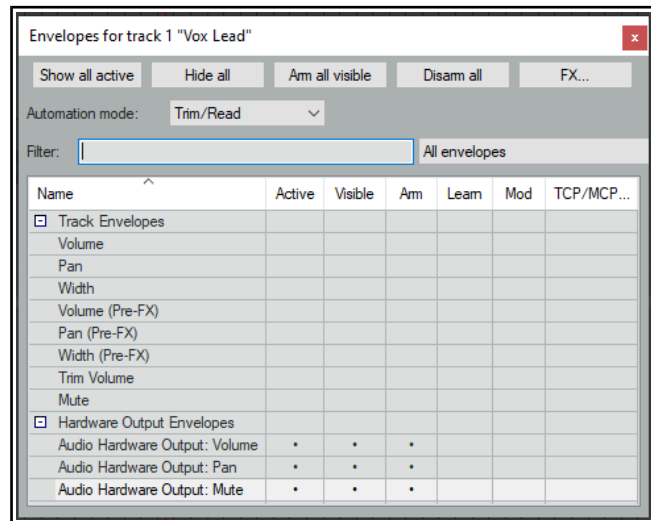 Envelopes for track 1 "Vox Lead"
x
Show all active Hide all Arm all visible Disarm all FX...
Automation mode: Trim/Read
Filter: All envelopes
Name Active Visible Arm Learn Mod TCP/MCP...
Track Envelopes
Volume
Pan
Width
Volume (Pre-FX)
Pan (Pre-FX)
Width (Pre-FX)
Trim Volume
Mute
Hardware Output Envelopes
Audio Hardware Output: Volume • • •
Audio Hardware Output: Pan • • •
Audio Hardware Output: Mute • • •